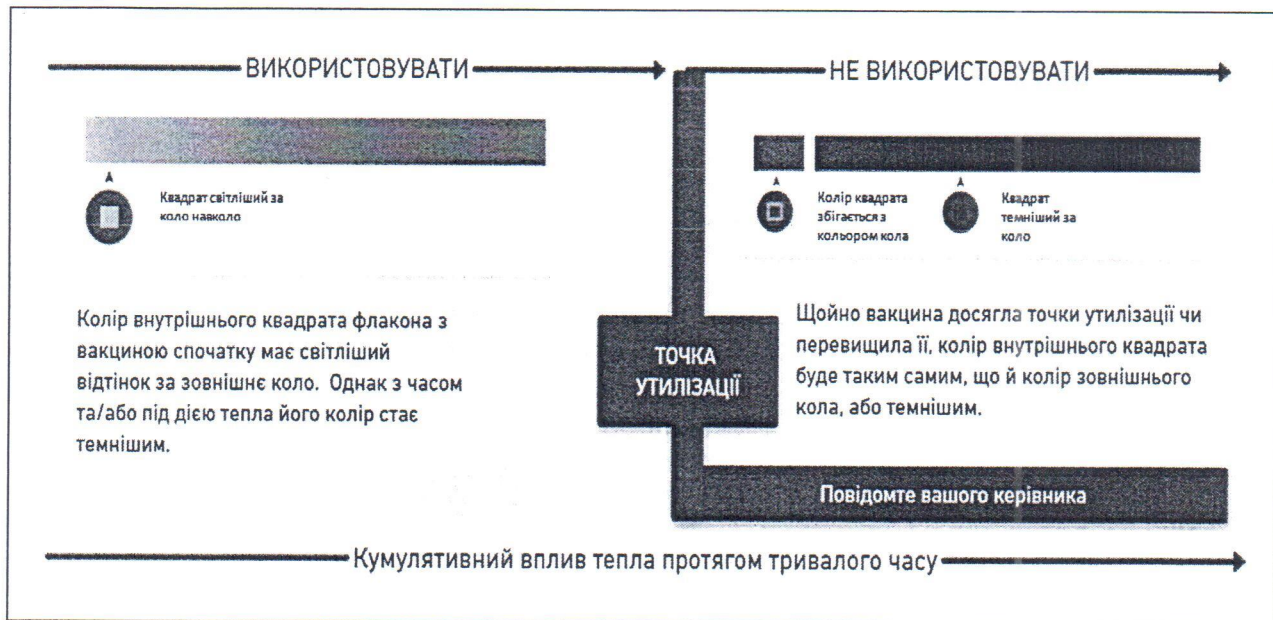 ВИКОРИСТОВУВАТИ
НЕ ВИКОРИСТОВУВАТИ
Квадрат світліший за
коло навколо
Колір квадрата
збігається з
кольором кола
Квадрат
темніший за
коло
Колір внутрішнього квадрата флакона з
вакциною спочатку має світліший
відтінок за зовнішнє коло. Однак з часом
та/або під дією тепла його колір стає
темнішим.
ТОЧКА
УТИЛІЗАЦІЇ
Щойно вакцина досягла точки утилізації чи
перевищила її, колір внутрішнього квадрата
буде таким самим, що й колір зовнішнього
кола, або темнішим.
Повідомте вашого керівника
Кумулятивний вплив тепла протягом тривалого часу